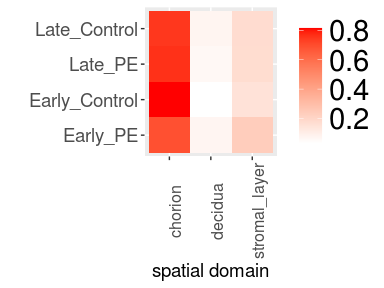 Late_Control
Late_PE
Early_Control
Early_PE
chorion
decidua
stromal_layer
spatial domain
0.8
0.6
0.4
0.2